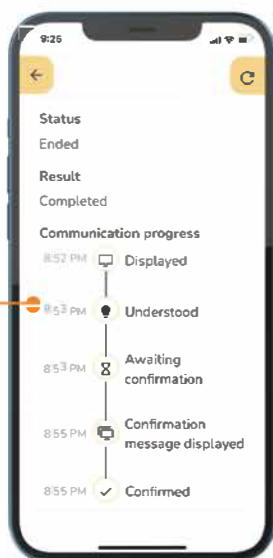 9:25
Status
Ended
Result
Completed
Communication progress
8:52 PM Displayed
8:53 PM Understood
8:53 PM Awaiting
confirmation
8:55 PM Confirmation
message displayed
8:55 PM Confirmed